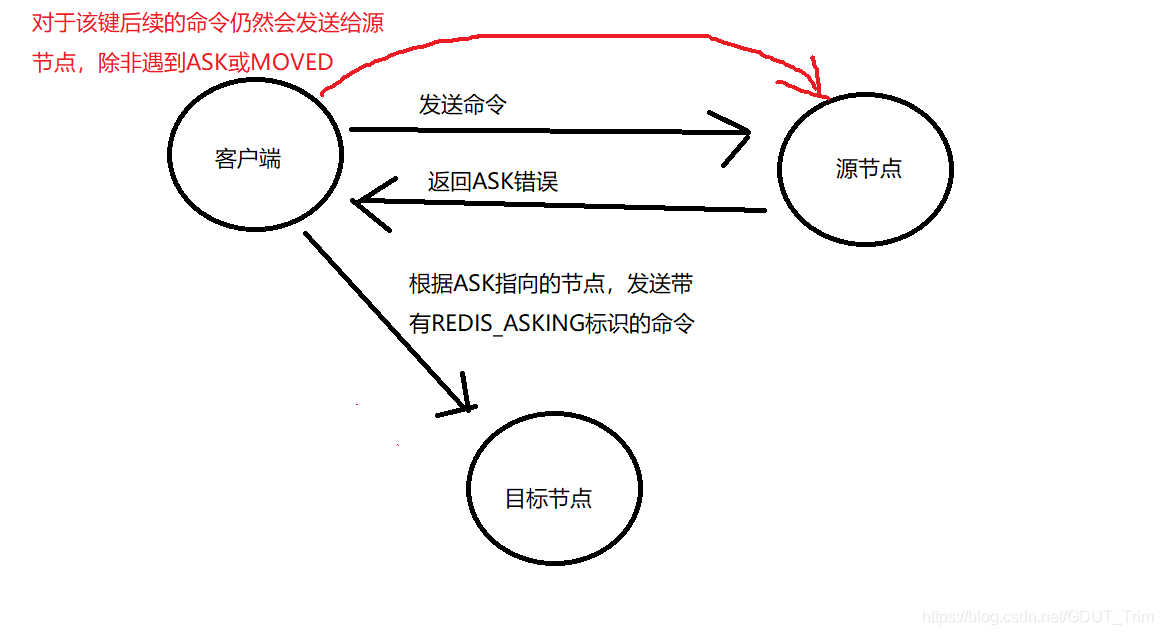 对于该键后续的命令仍然会发送给源
节点，除非遇到ASK或MOVED
发送命令
客户端
源节点
返回ASK错误
根据ASK指向的节点，发送带
有REDIS_ASKING标识的命令
目标节点
https://blog.csdn.net/GDUT_Trim